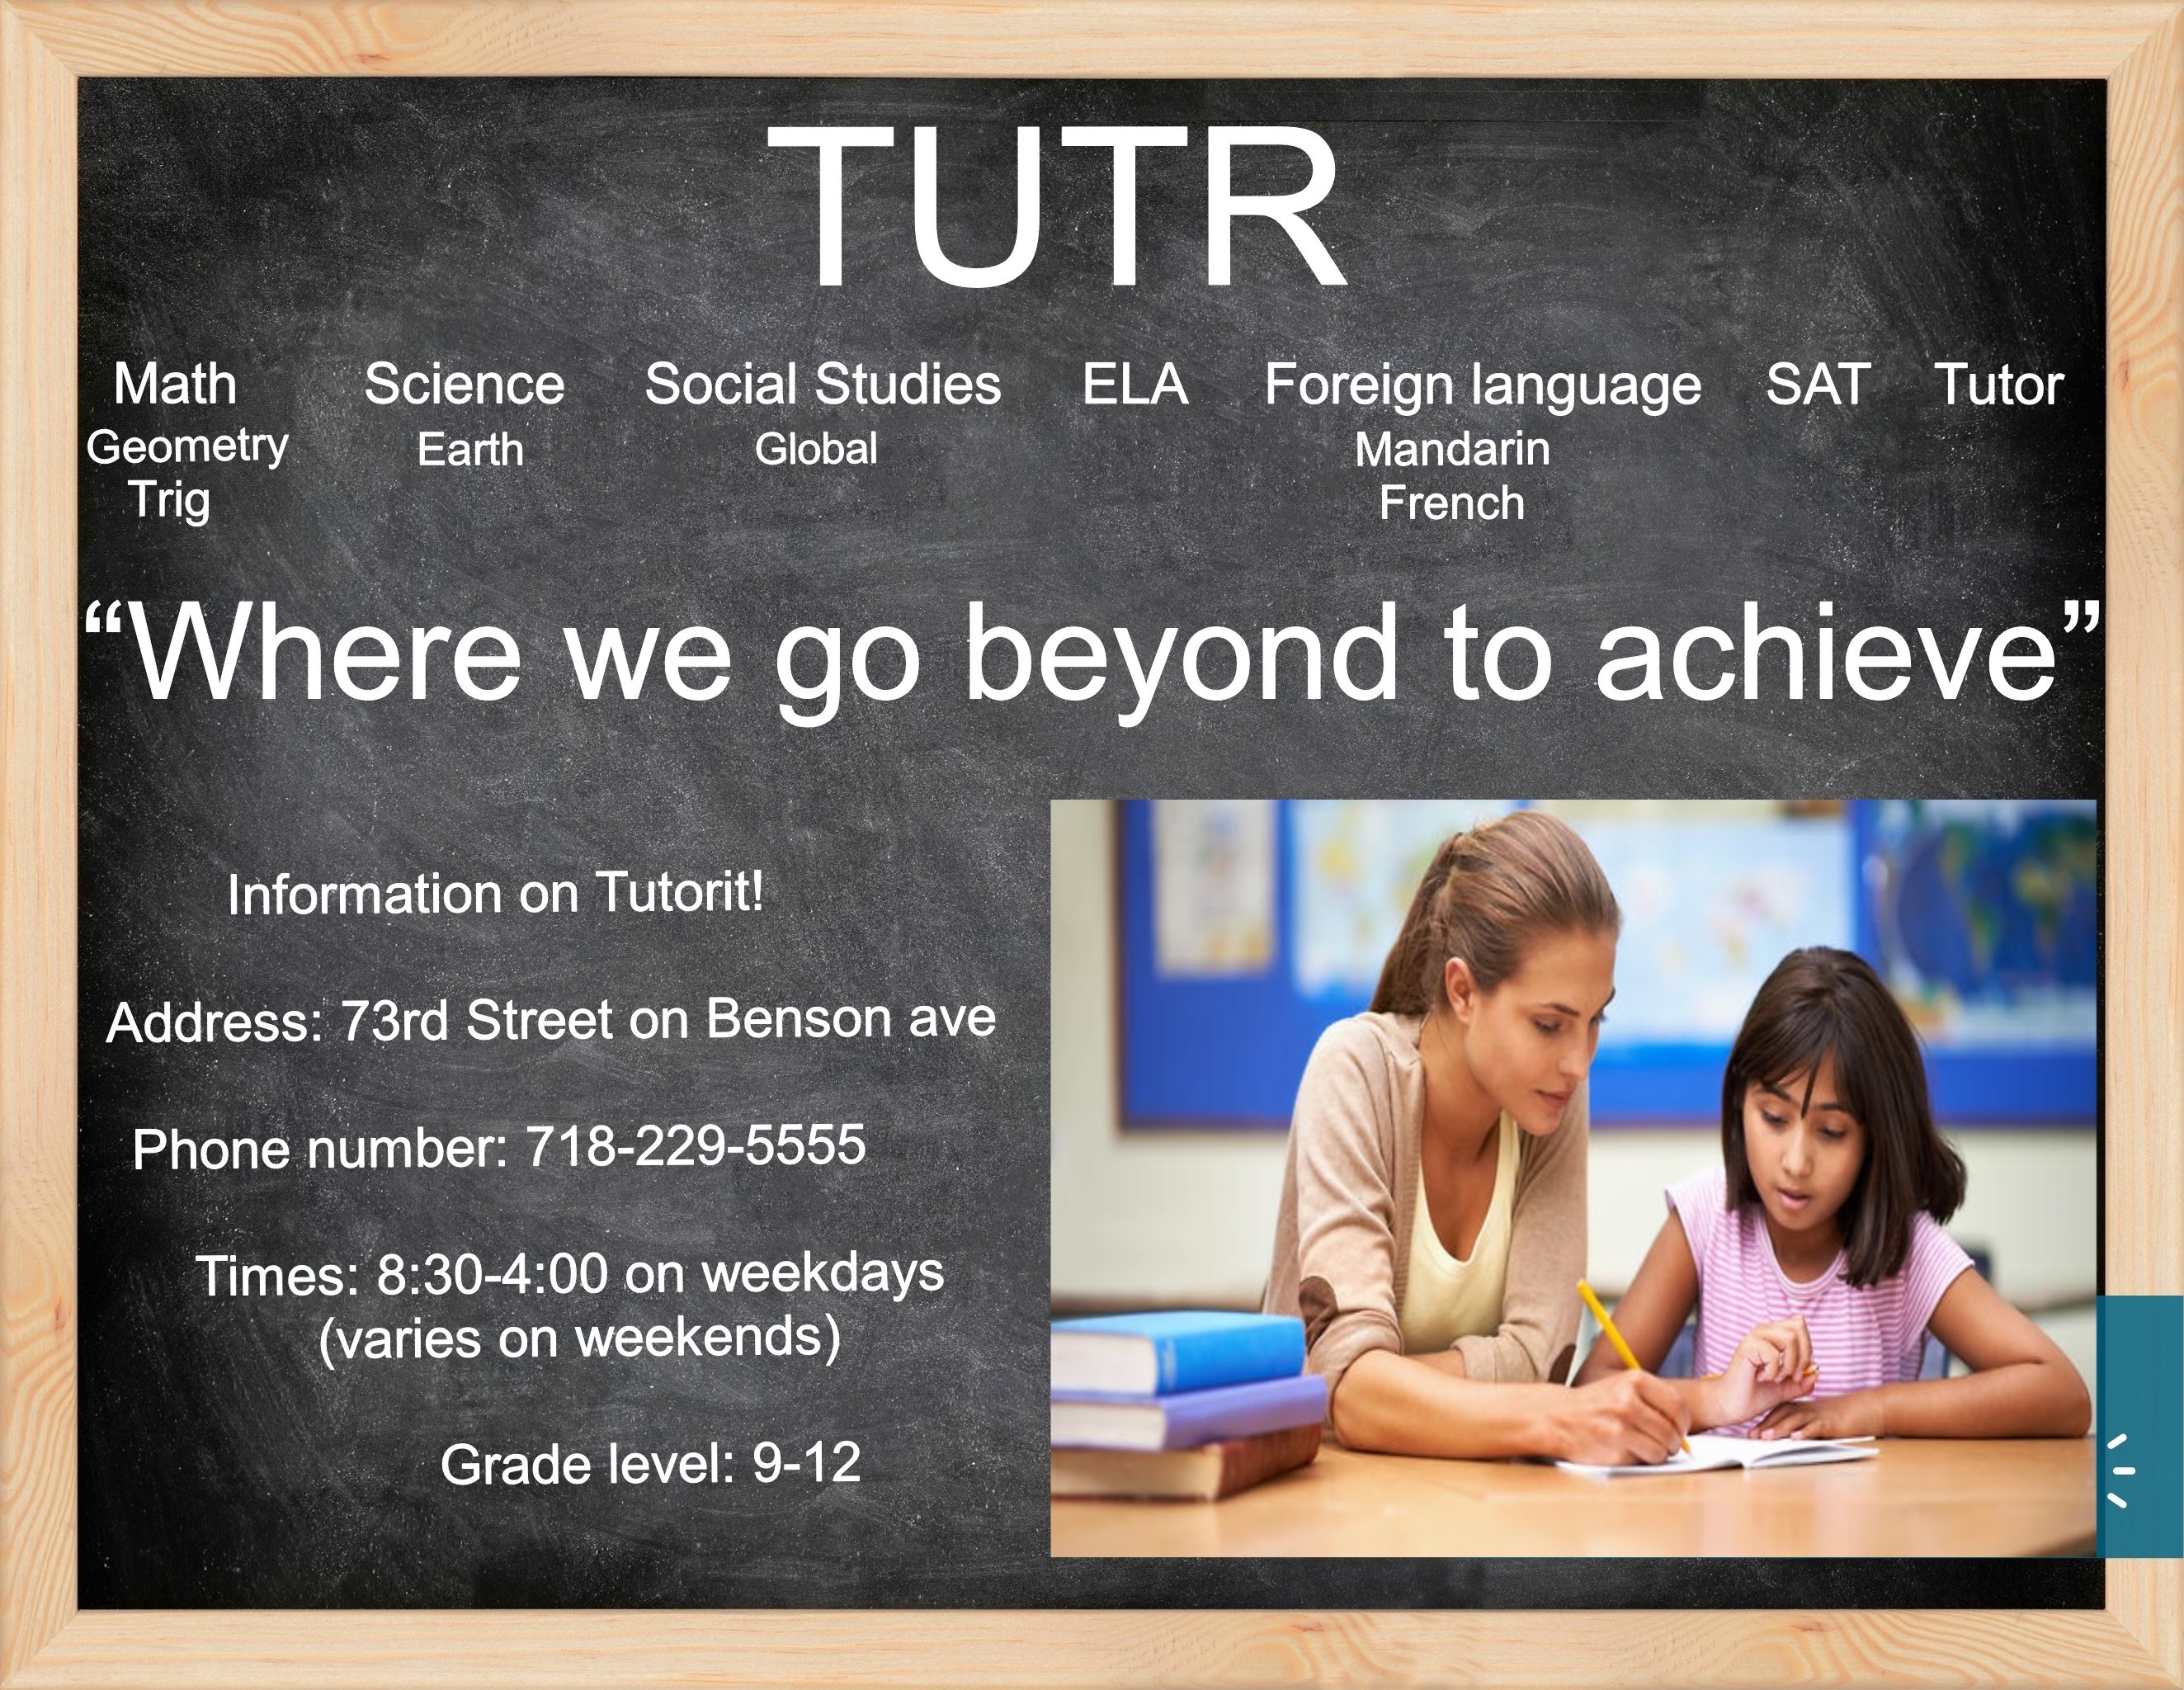 TUTR
Math Science Social Studies ELA Foreign language SAT Tutor
Geometry Earth Global Mandarin
Trig French
“Where we go beyond to achieve”
Information on Tutorit!
Address: 73rd Street on Benson ave
Phone number: 718-229-5555
Times: 8:30-4:00 on weekdays
(varies on weekends)
Grade level: 9-12